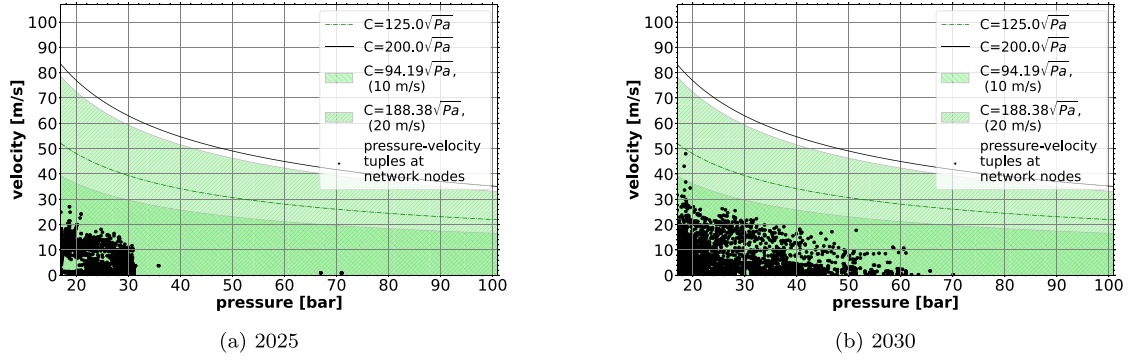 velocity [m/s]
100
90
80
70
60
50
40
30
20
10
0
C=125.0√Pa
C=200.0√Pa
C=94.19√Pa,
(10 m/s)
C=188.38√Pa,
(20 m/s)
pressure-velocity
tuples at
network nodes
20 30 40 50 60 70 80 90 100
pressure [bar]
(a) 2025
velocity [m/s]
100
90
80
70
60
50
40
30
20
10
0
C=125.0√Pa
C=200.0√Pa
C=94.19√Pa,
(10 m/s)
C=188.38√Pa,
(20 m/s)
pressure-velocity
tuples at
network nodes
20 30 40 50 60 70 80 90 100
pressure [bar]
(b) 2030